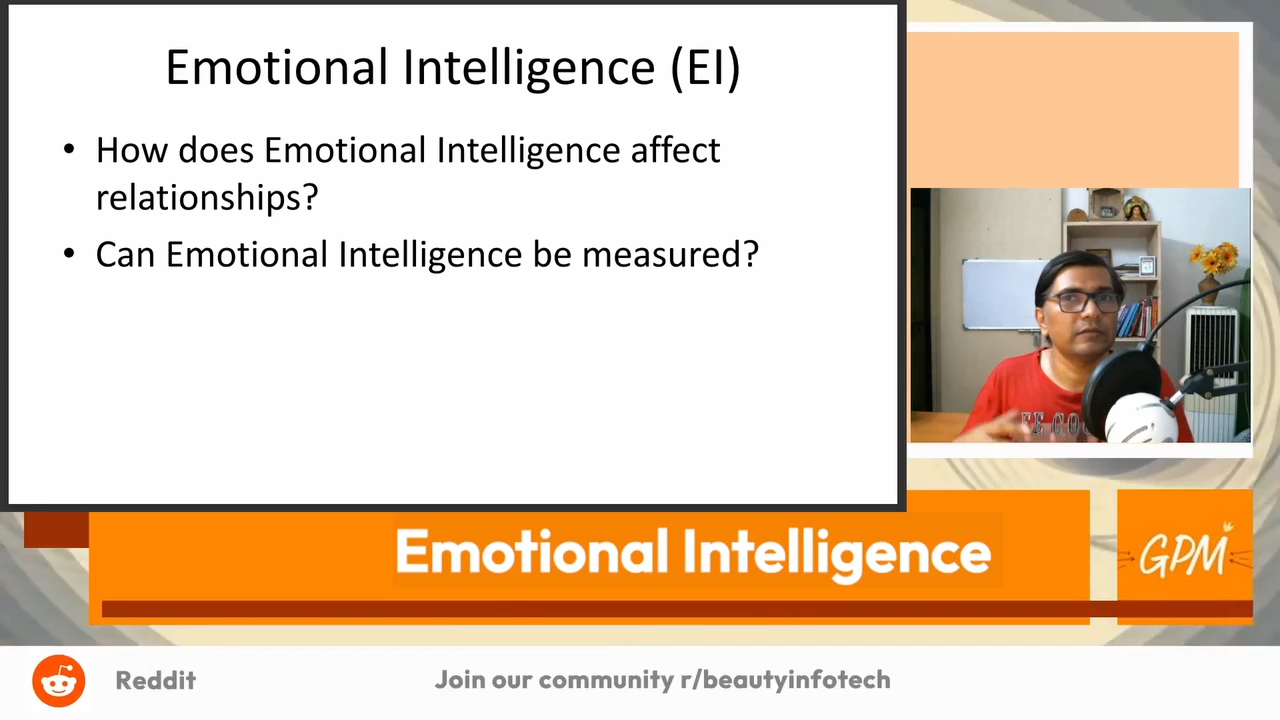 Emotional Intelligence (EI)
• How does Emotional Intelligence affect
relationships?
• Can Emotional Intelligence be measured?
Emotional Intelligence
GPM
Reddit
Join our community r/beautyinfotech